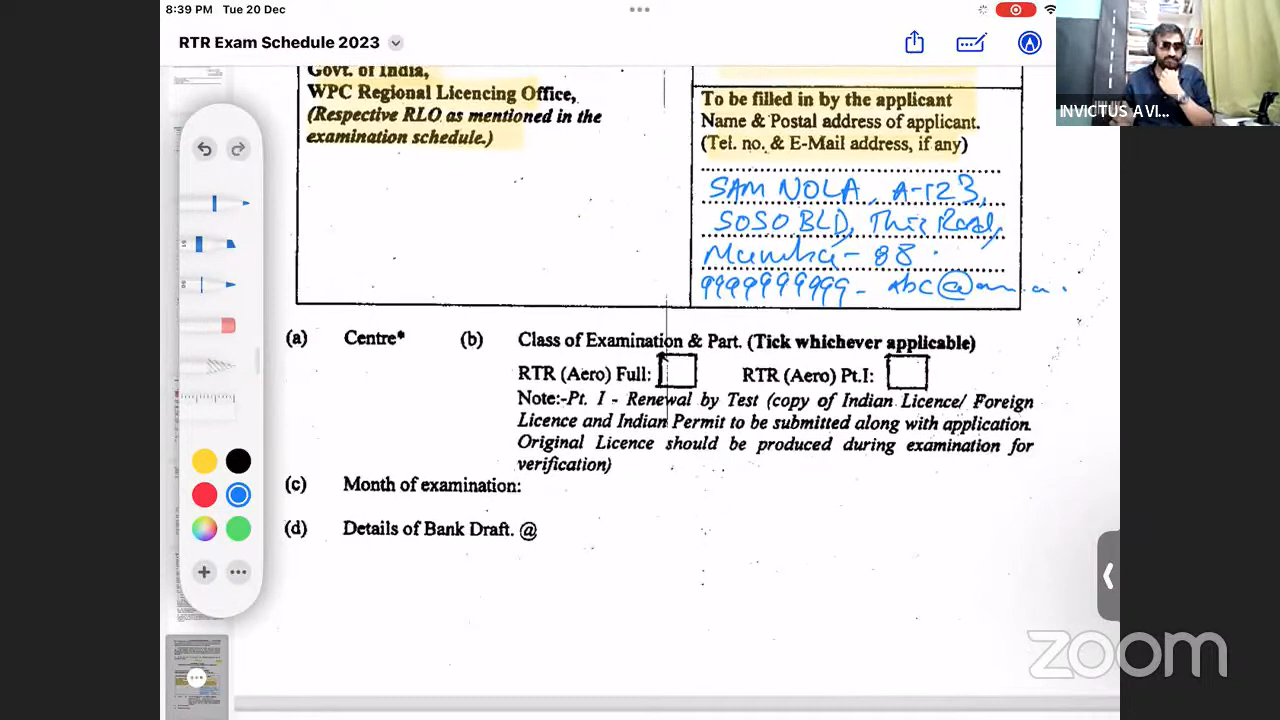 8:39 PM Tue 20 Dec
RTR Exam Schedule 2023
INVICTUS AVI...
Govt. of India,
WPC Regional Licencing Office,
(Respective RLO as mentioned in the
examination schedule.)
To be filled in by the applicant
Name & Postal address of applicant.
(Tel. no. & E-Mail address, if any)
SAM NOLA, A-123,
SOSO BLD, This Road,
Mumbai - 88
9999999999 -
(a) Centre* (b) Class of Examination & Part. (Tick whichever applicable)
RTR (Aero) Full: RTR (Aero) Pt.I:
Note:-Pt. I - Renewal by Test (copy of Indian Licence/ Foreign
Licence and Indian Permit to be submitted along with application.
Original Licence should be produced during examination for
verification)
(c) Month of examination:
(d) Details of Bank Draft. @
zoom